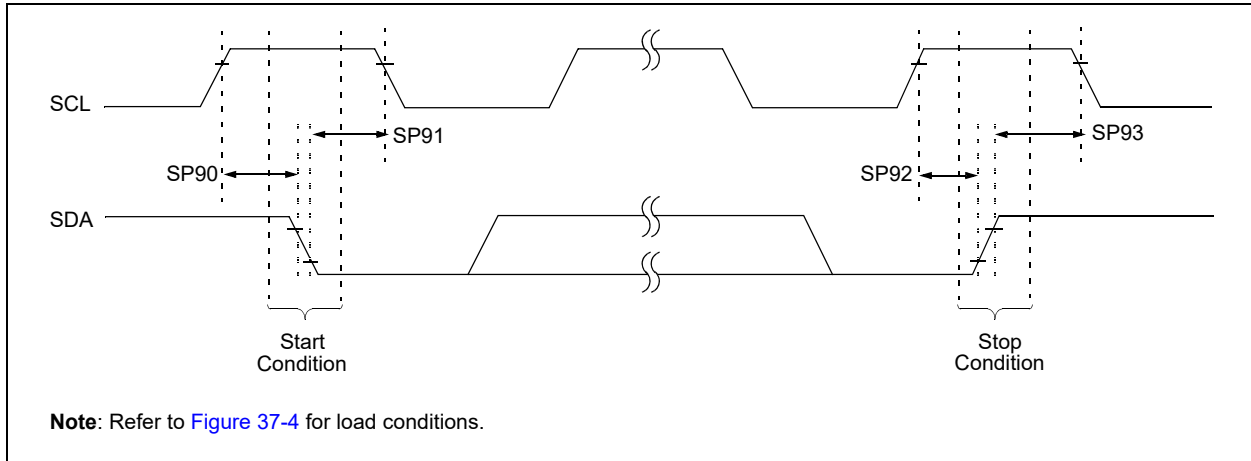 SCL
SP91
SP93
SP90
SP92
SDA
Start
Condition
Stop
Condition
Note: Refer to Figure 37-4 for load conditions.